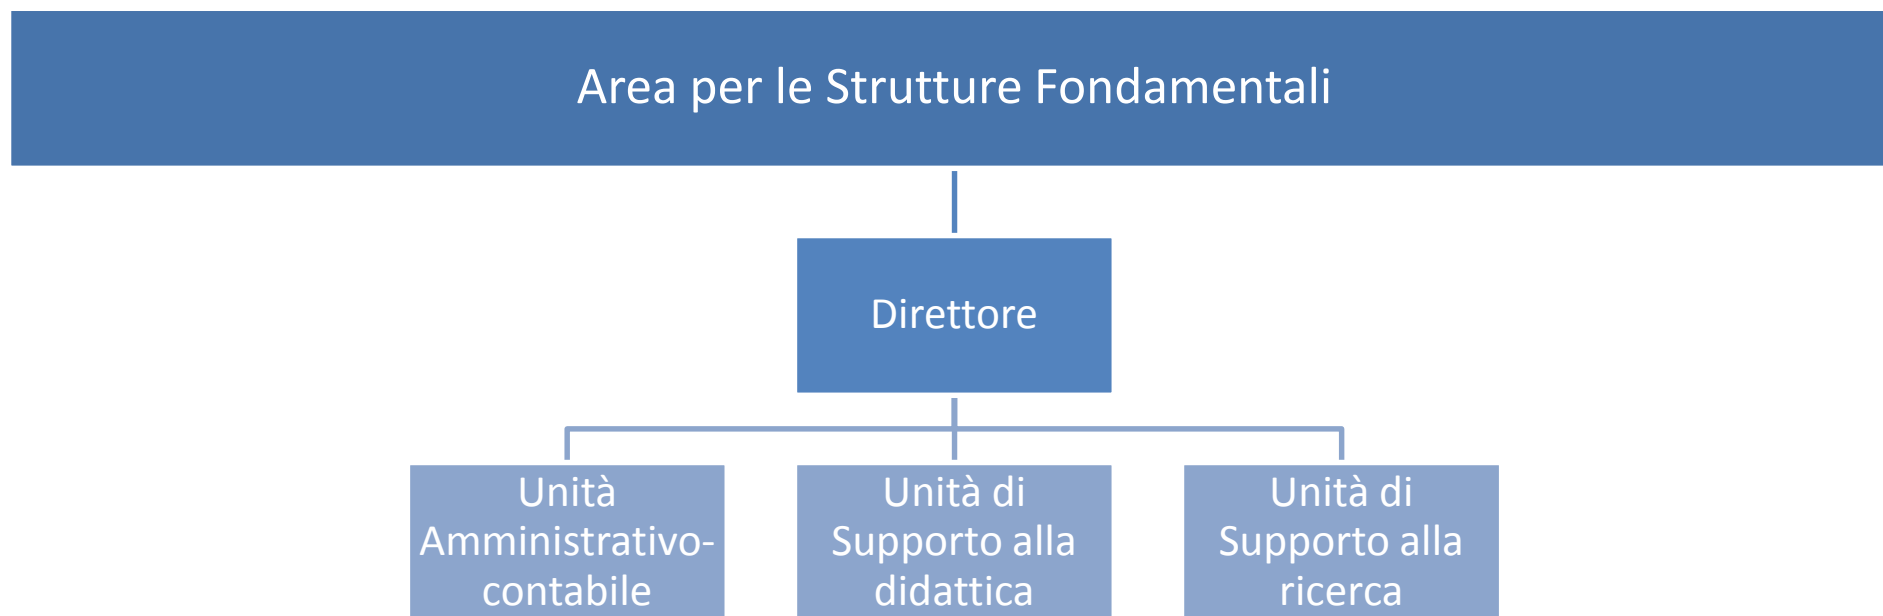 Area per le Strutture Fondamentali
Direttore
Unità
Amministrativo-
contabile
Unità di
Supporto alla
didattica
Unità di
Supporto alla
ricerca